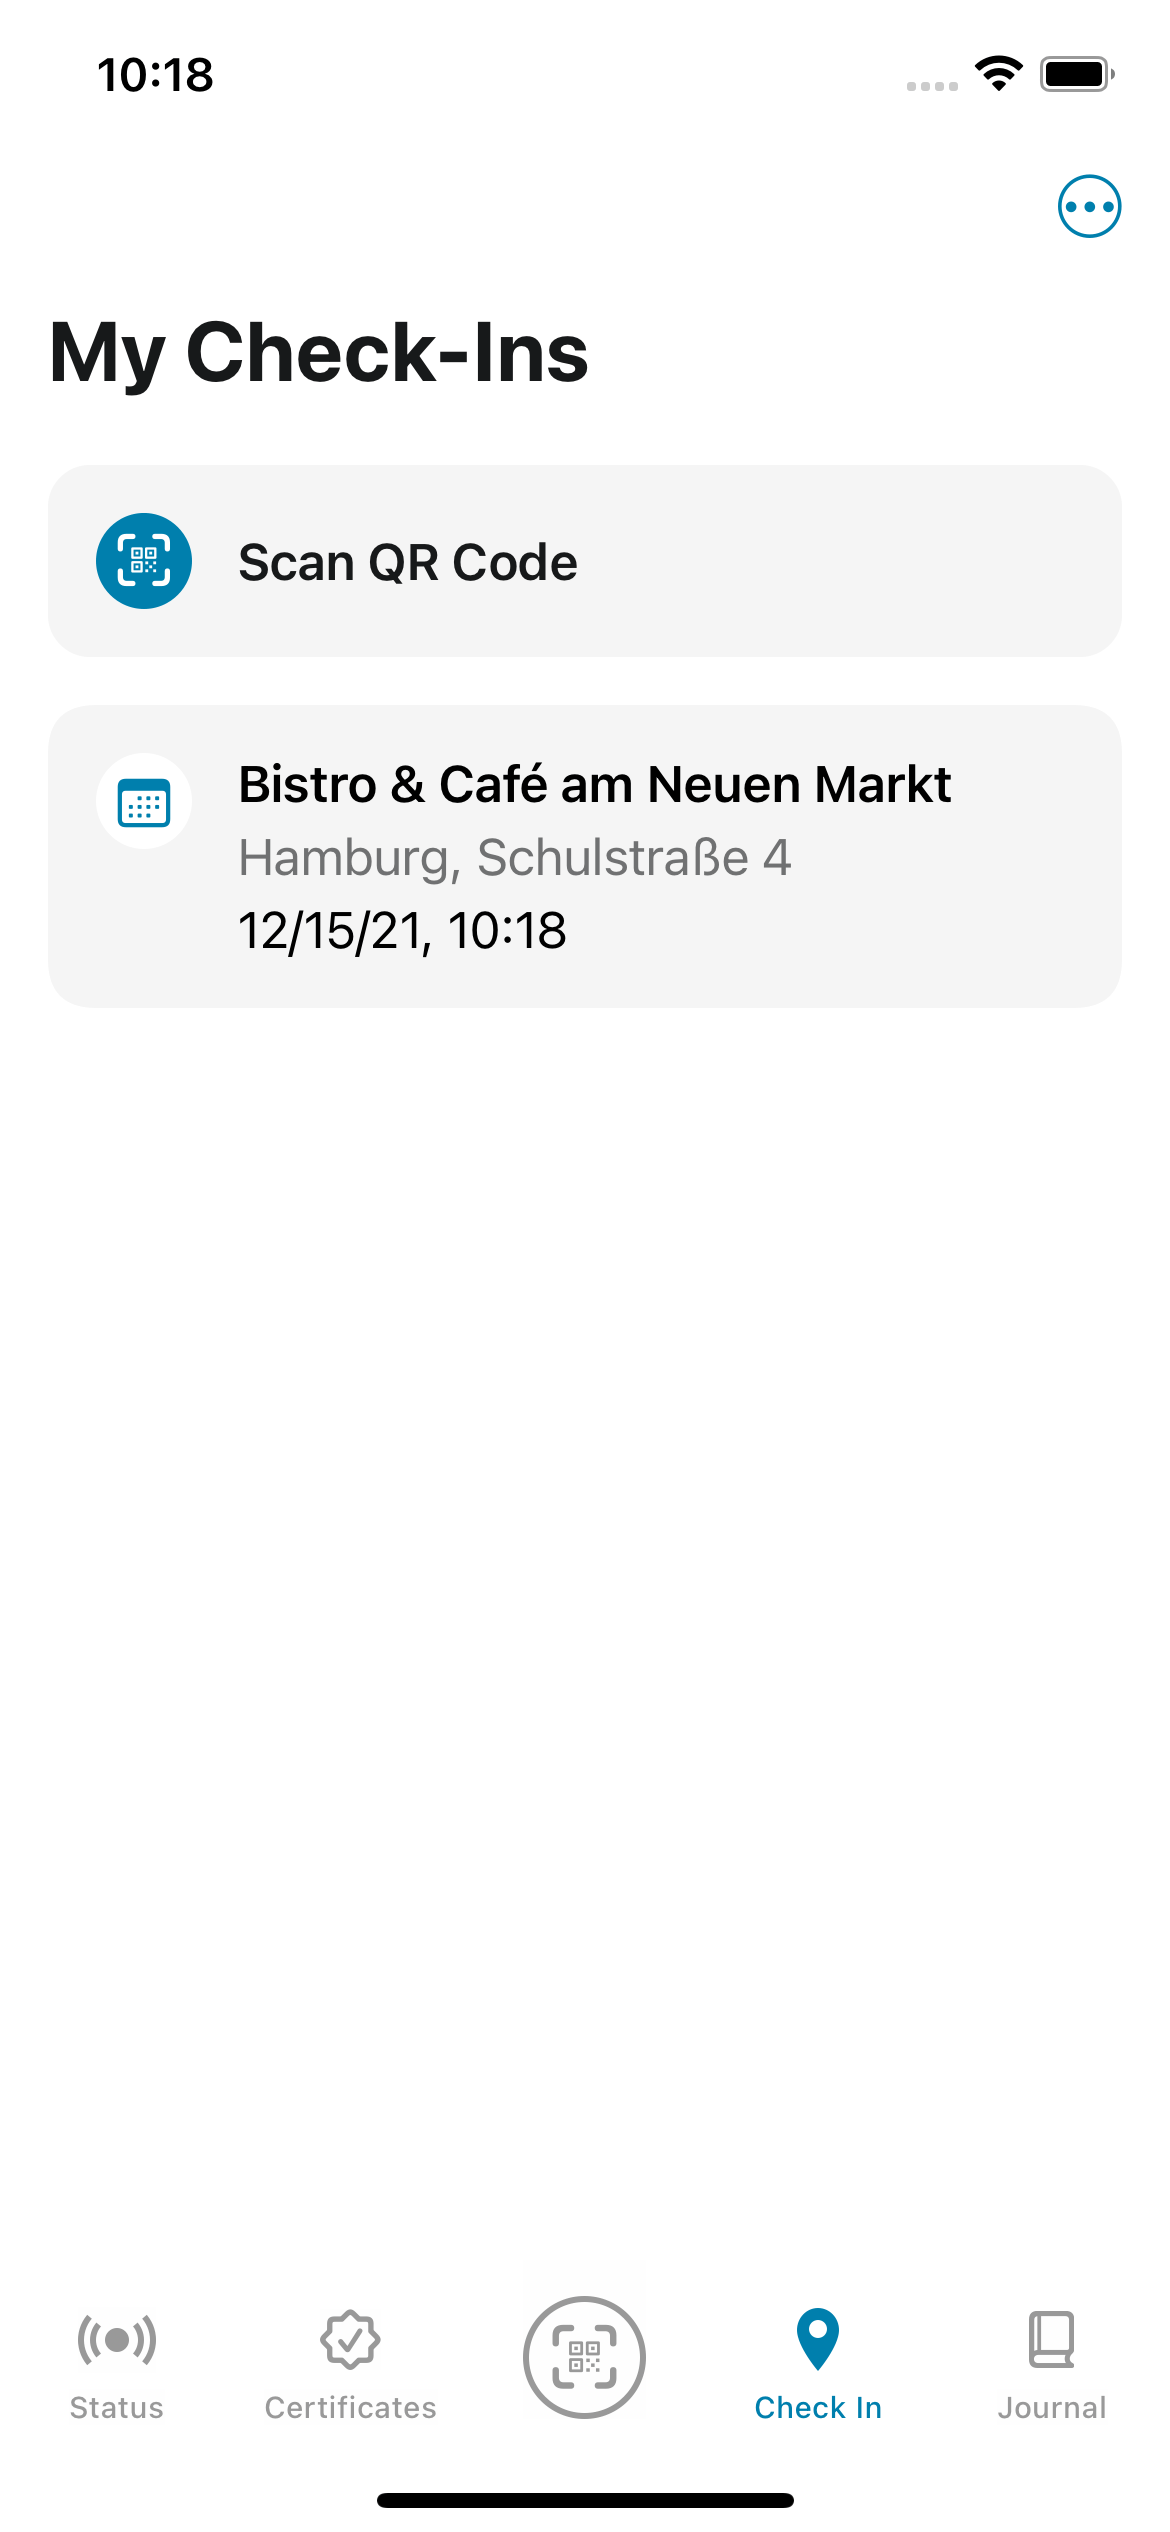 10:18
My Check-Ins
Scan QR Code
Bistro & Café am Neuen Markt
Hamburg, Schulstraße 4
12/15/21, 10:18
Status
Certificates
Check In
Journal